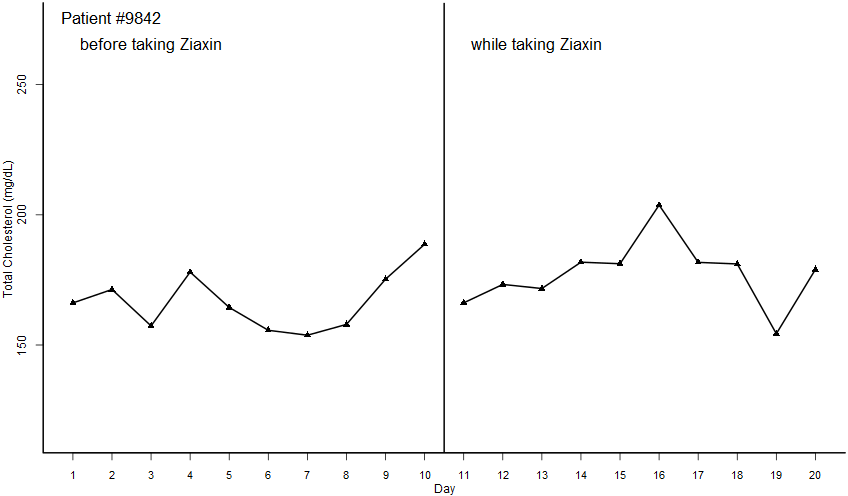 Patient #9842
before taking Ziaxin
while taking Ziaxin
Total Cholesterol (mg/dL)
250
200
150
1 2 3 4 5 6 7 8 9 10 11 12 13 14 15 16 17 18 19 20
Day